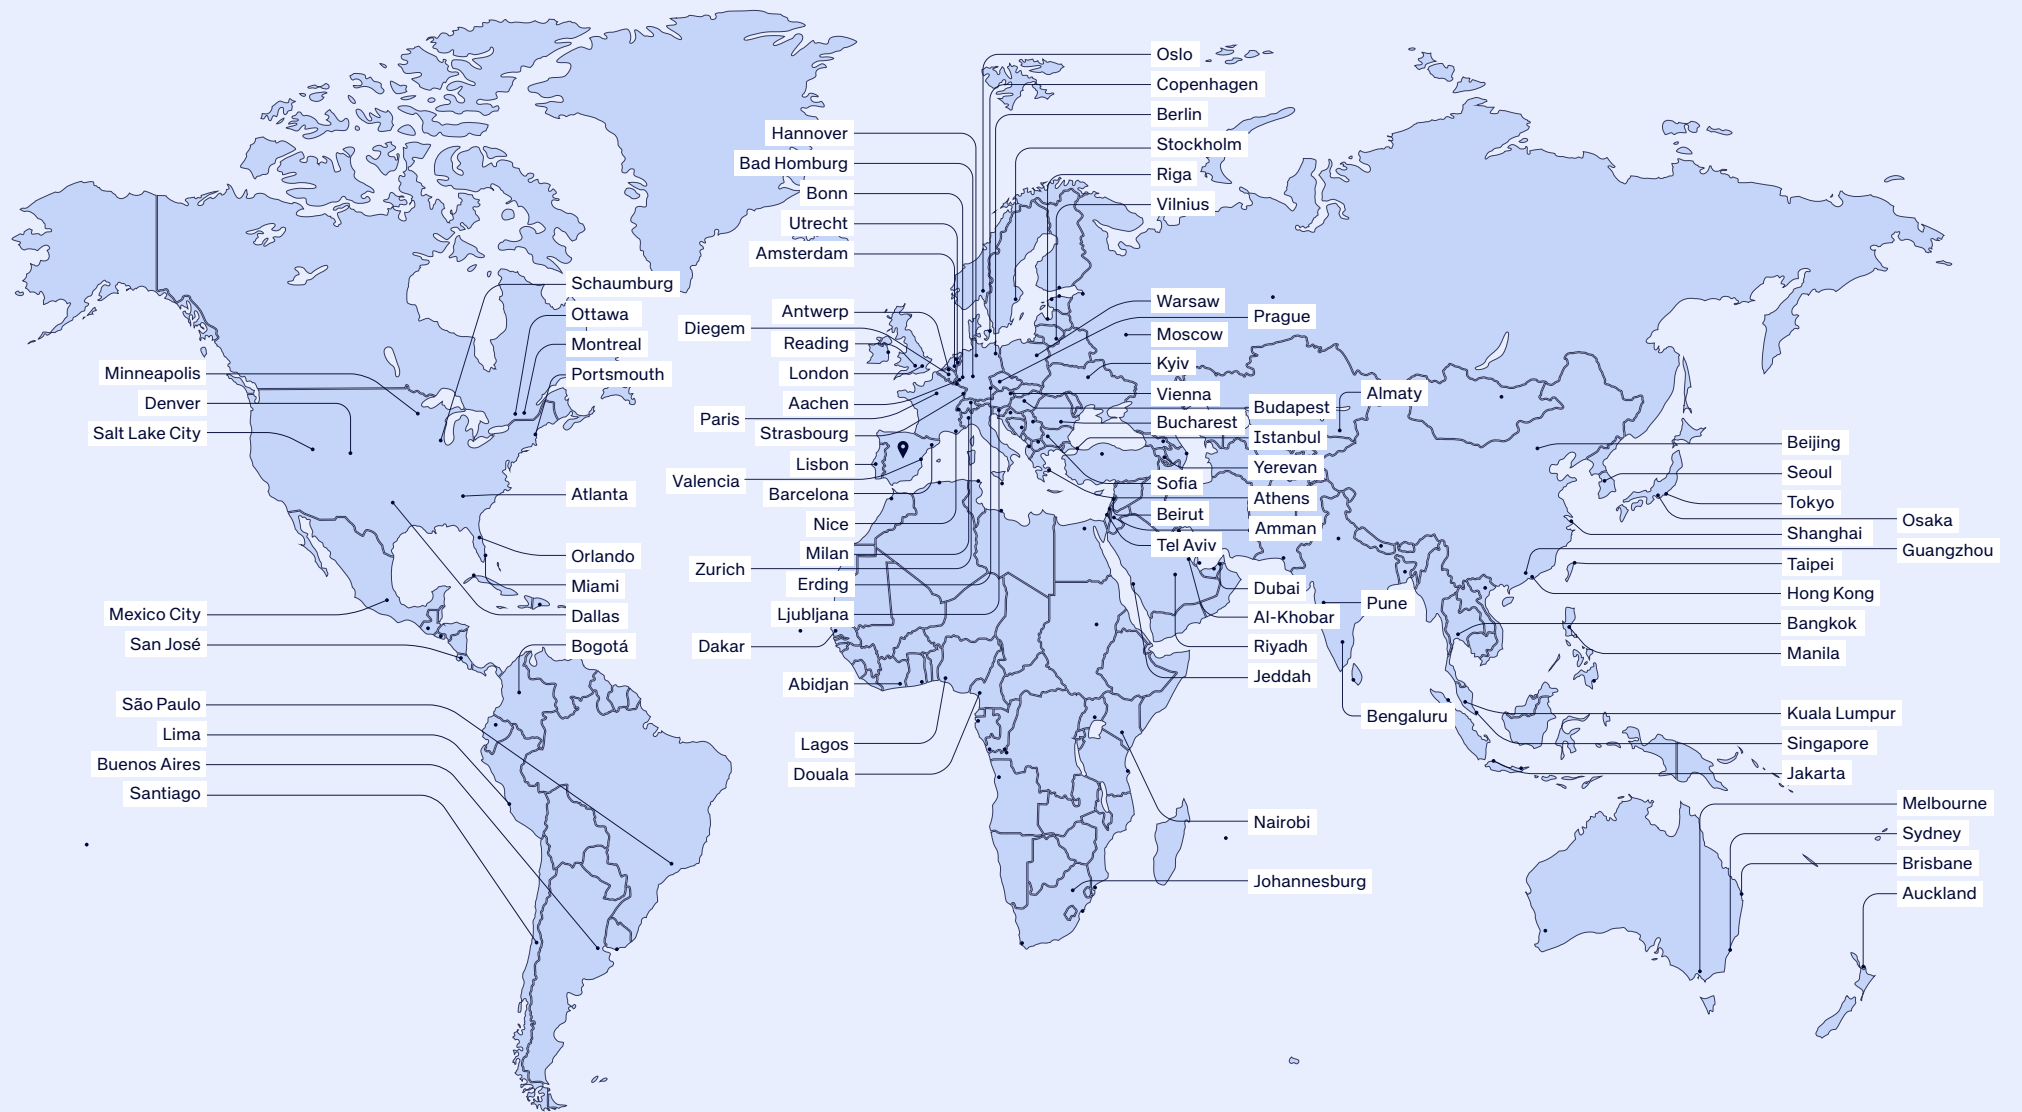 Oslo
Copenhagen
Berlin
Stockholm
Riga
Vilnius
Hannover
Bad Homburg
Bonn
Utrecht
Amsterdam
Antwerp
Diegem
Reading
London
Aachen
Paris
Strasbourg
Lisbon
Valencia
Barcelona
Nice
Milan
Zurich
Erding
Ljubljana
Dakar
Abidjan
Lagos
Douala
Schaumburg
Ottawa
Montreal
Portsmouth
Minneapolis
Denver
Salt Lake City
Atlanta
Orlando
Miami
Dallas
Mexico City
San José
Bogotá
São Paulo
Lima
Buenos Aires
Santiago
Warsaw
Prague
Moscow
Kyiv
Vienna
Budapest
Almaty
Bucharest
Istanbul
Yerevan
Sofia
Athens
Beirut
Amman
Tel Aviv
Dubai
Pune
Al-Khobar
Riyadh
Jeddah
Bengaluru
Nairobi
Johannesburg
Beijing
Seoul
Tokyo
Osaka
Shanghai
Guangzhou
Taipei
Hong Kong
Bangkok
Manila
Kuala Lumpur
Singapore
Jakarta
Melbourne
Sydney
Brisbane
Auckland